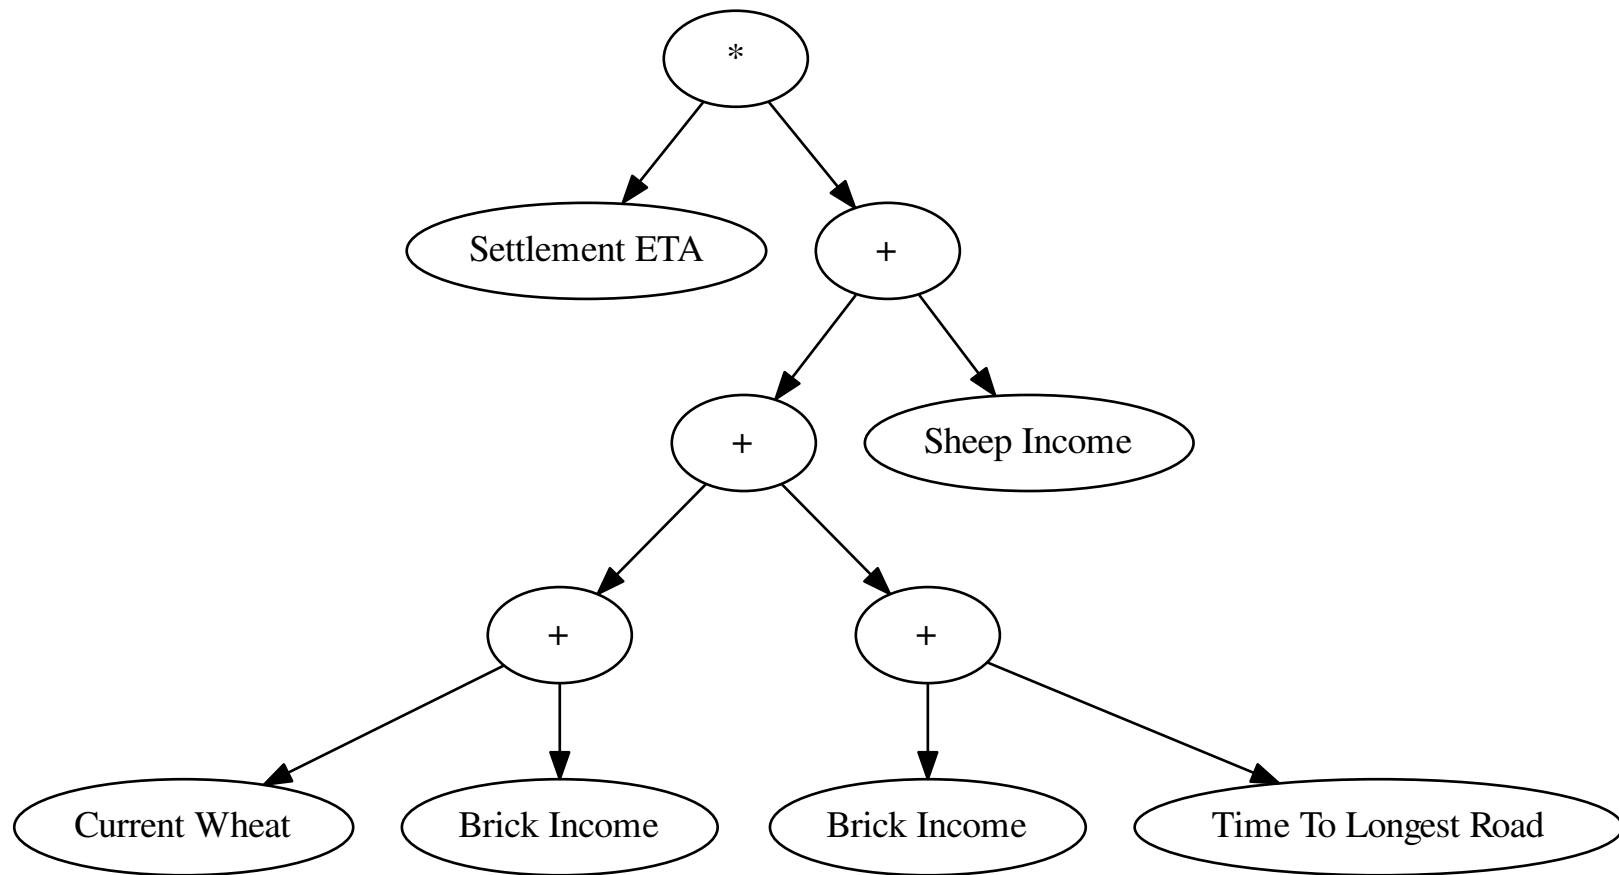 *
Settlement ETA
+
+
Sheep Income
+
+
Current Wheat
Brick Income
Brick Income
Time To Longest Road